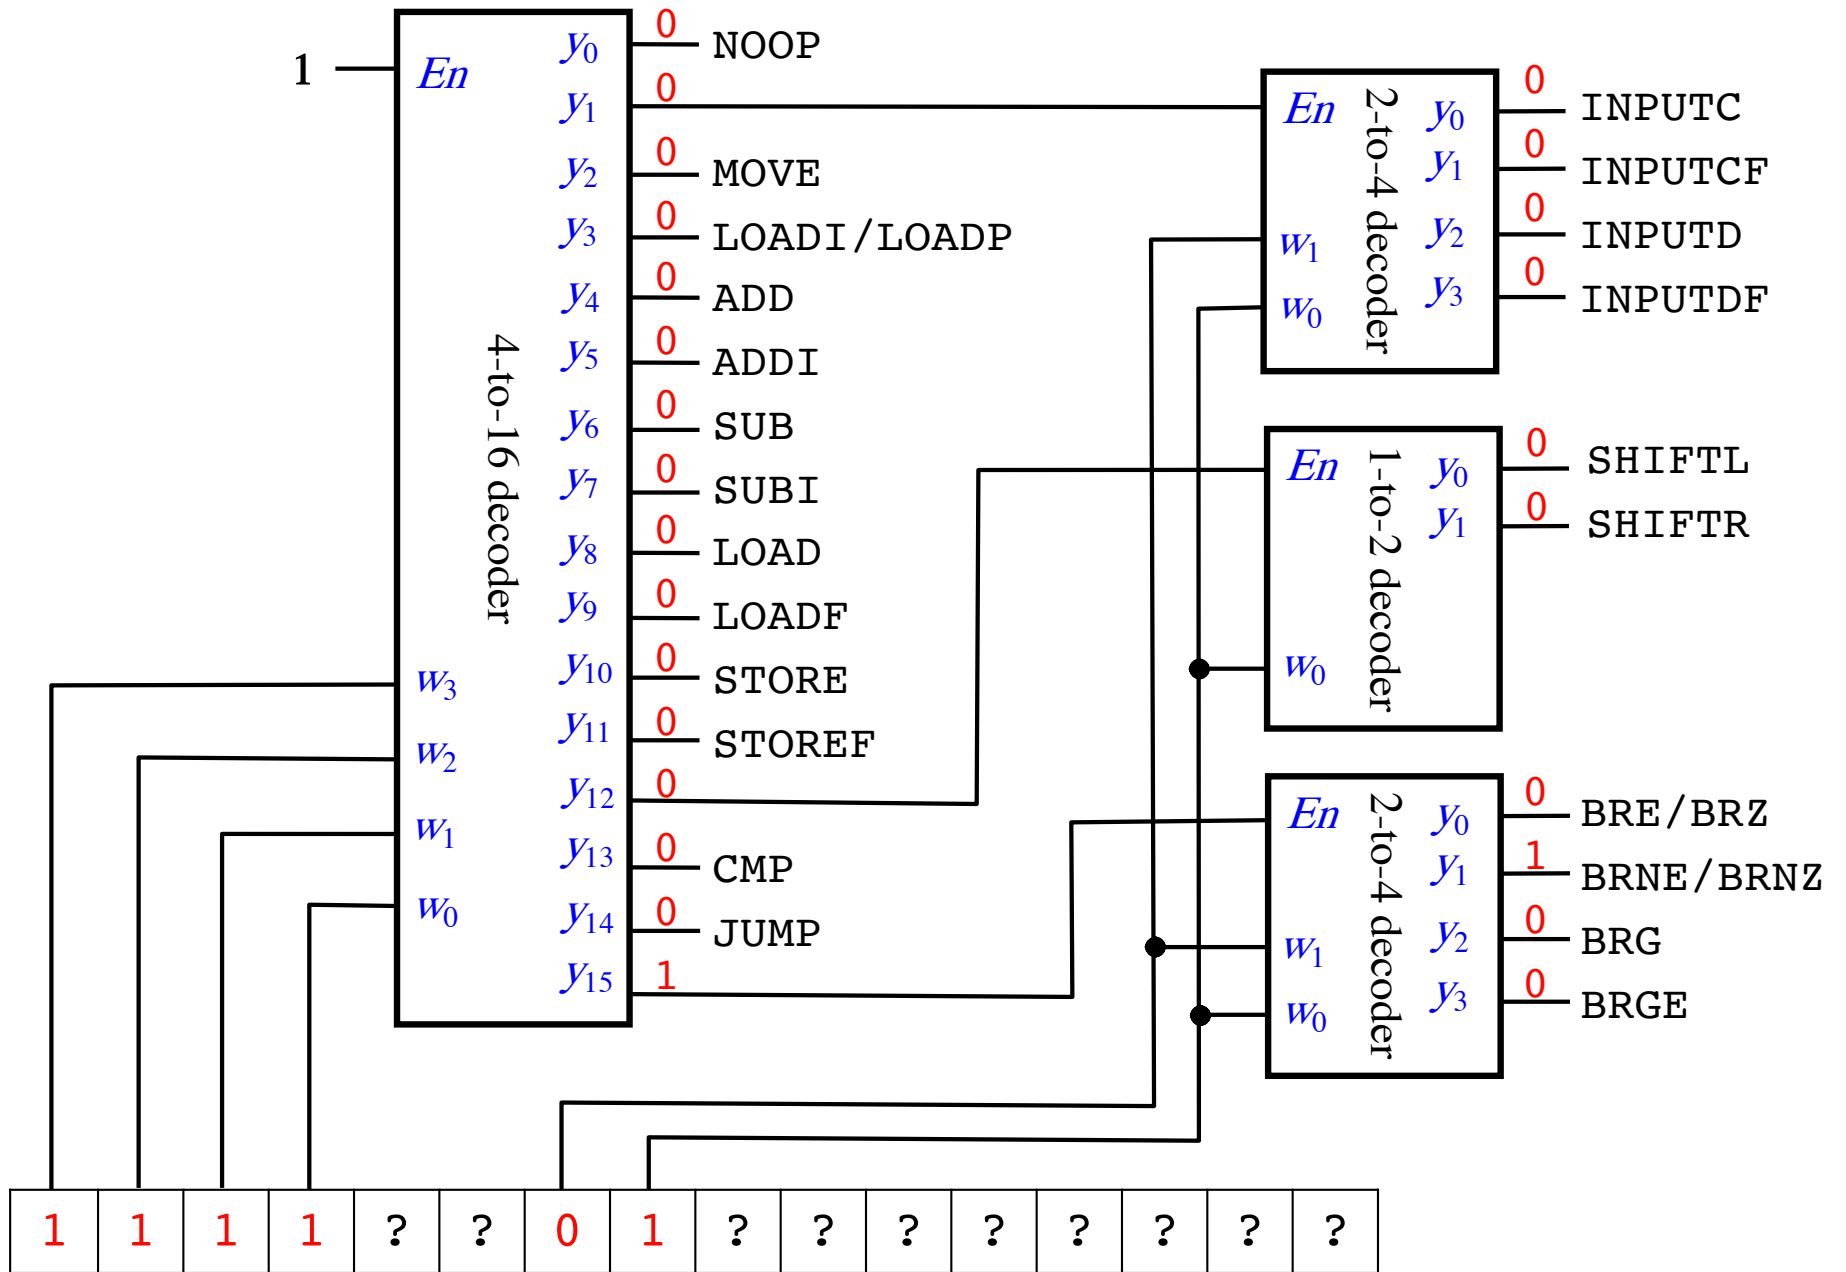 1
En
4-to-16 decoder
w3
w2
w1
w0
y0 0 NOOP
y1 0
y2 0 MOVE
y3 0 LOADI/LOADP
y4 0 ADD
y5 0 ADDI
y6 0 SUB
y7 0 SUBI
y8 0 LOAD
y9 0 LOADF
y10 0 STORE
y11 0 STOREF
y12 0
y13 0 CMP
y14 0 JUMP
y15 1
En
w1
w0
2-to-4 decoder
y0 0 INPUTC
y1 0 INPUTCF
y2 0 INPUTD
y3 0 INPUTDF
En
w0
1-to-2 decoder
y0 0 SHIFTL
y1 0 SHIFTR
En
w1
w0
2-to-4 decoder
y0 0 BRE/BRZ
y1 1 BRNE/BRNZ
y2 0 BRG
y3 0 BRGE
1 1 1 1 ? ? 0 1 ? ? ? ? ? ? ? ?